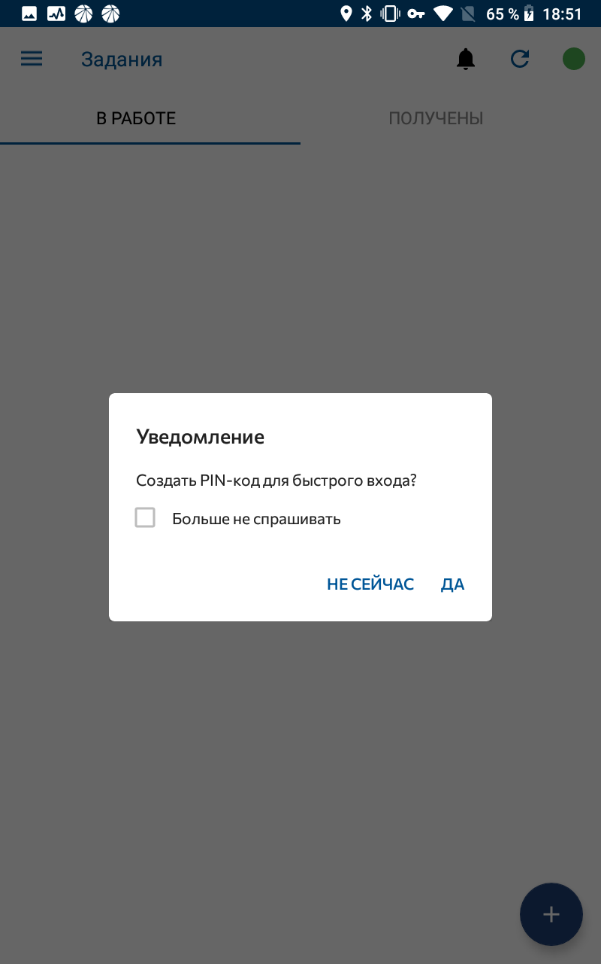 65 % 18:51
Задания
В РАБОТЕ ПОЛУЧЕНЫ
Уведомление
Создать PIN-код для быстрого входа?
Больше не спрашивать
НЕ СЕЙЧАС ДА